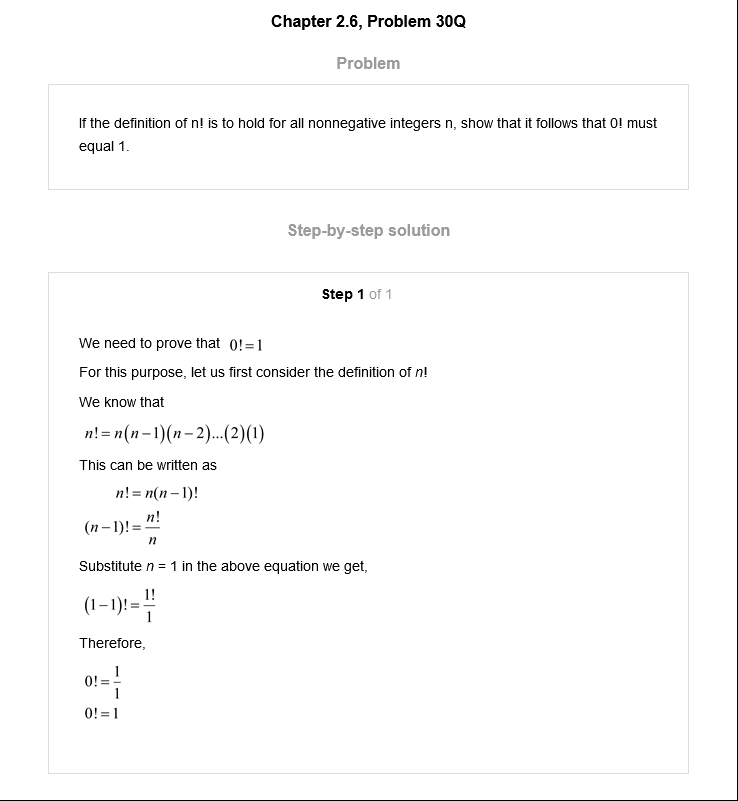 Chapter 2.6, Problem 30Q
Problem
If the definition of n! is to hold for all nonnegative integers n, show that it follows that 0! must
equal 1.
Step-by-step solution
Step 1 of 1
We need to prove that 0!=1
For this purpose, let us first consider the definition of n!
We know that
n!=n(n−1)(n−2)...(2)(1)
This can be written as
n!=n(n−1)!
(n−1)!=n!/n
Substitute n = 1 in the above equation we get,
(1−1)!=1!/1
Therefore,
0!=1/1
0!=1